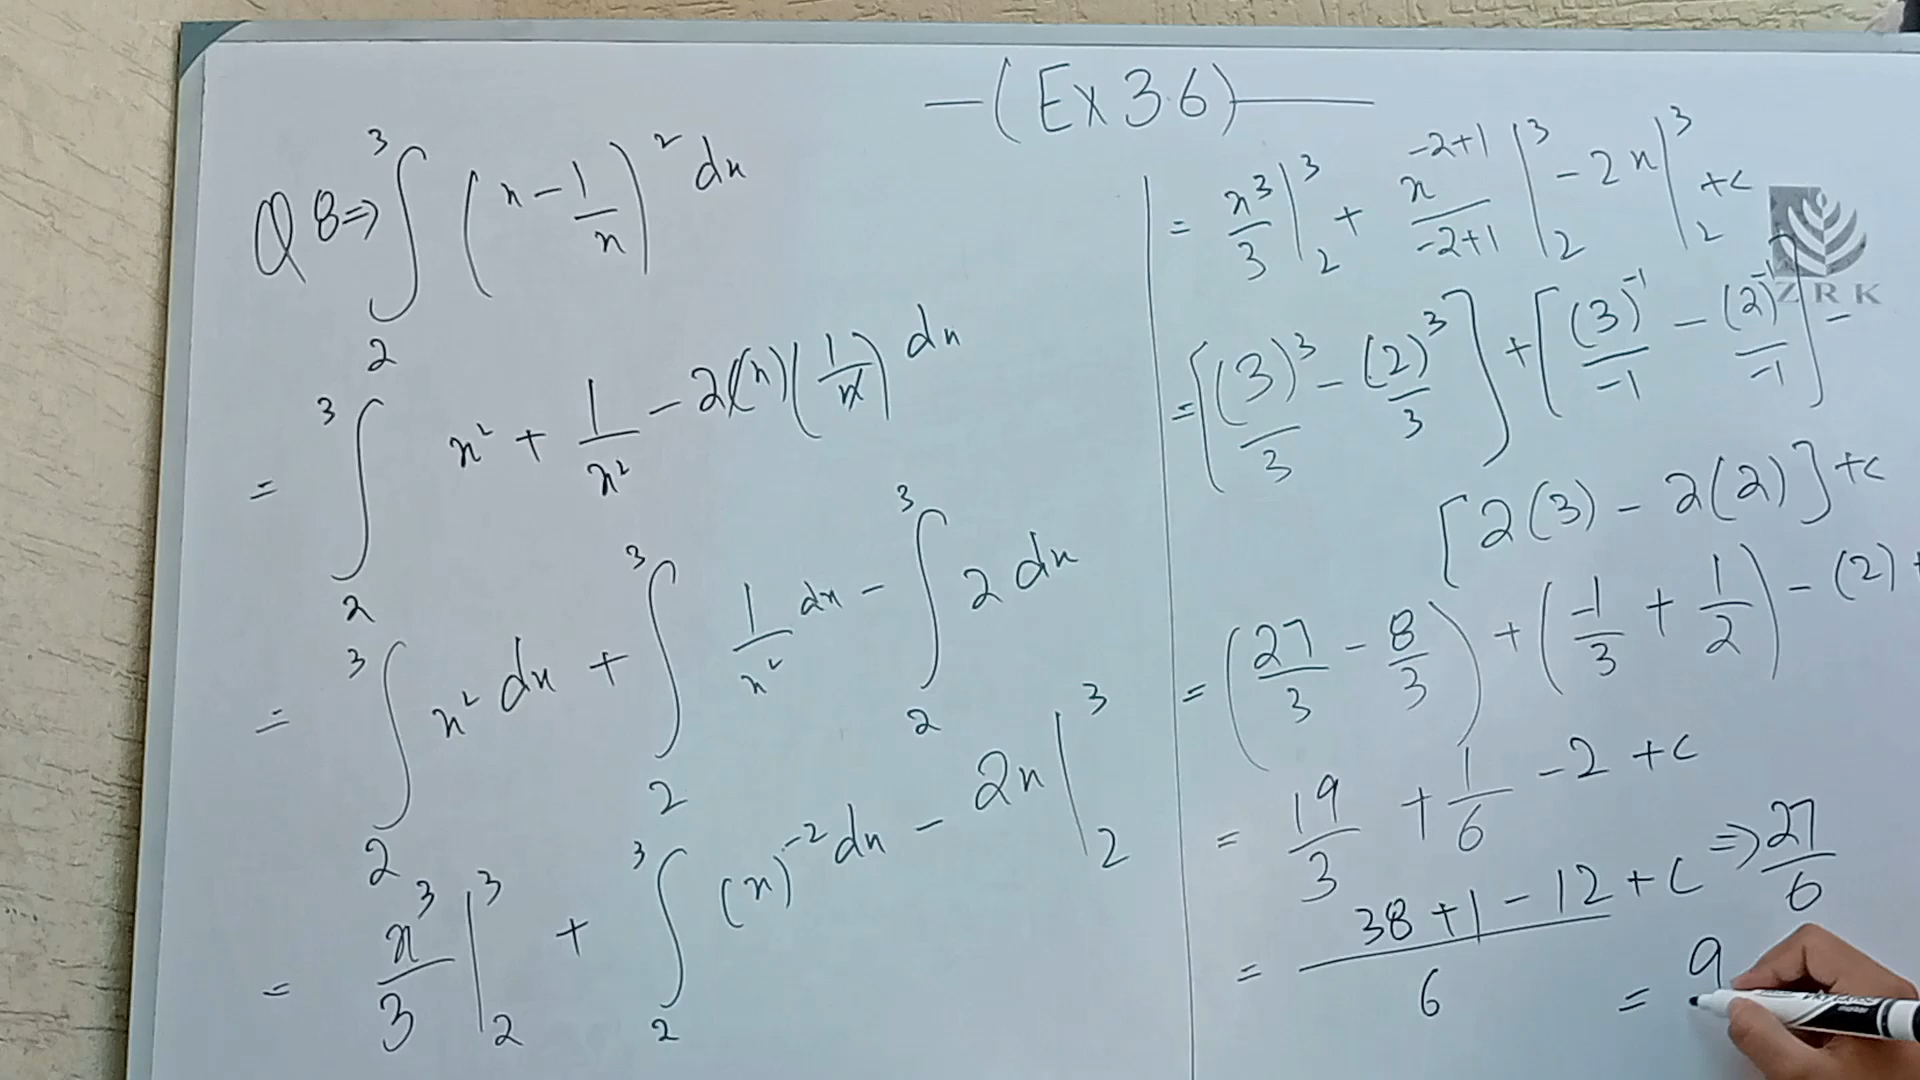 (Ex 3.6)
Q 8 ⇒ ∫₂³ (x - 1/x)² dx
= ∫₂³ x² + 1/x² - 2(x)(1/x) dx
= ∫₂³ x² dx + ∫₂³ 1/x² dx - ∫₂³ 2 dx
= x³/3 |₂³ + ∫₂³ (x)⁻² dx - 2x |₂³
= x³/3 |₂³ + x⁻²⁺¹/-2+1 |₂³ - 2x |₂³ + c
= [(3)³/3 - (2)³/3] + [(3)⁻¹/-1 - (2)⁻¹/-1] -
[2(3) - 2(2)] + c
= (27/3 - 8/3) + (-1/3 + 1/2) - (2) +
= 19/3 + 1/6 - 2 + c
= 38 + 1 - 12/6 + c ⇒ 27/6
= 9
ZRK